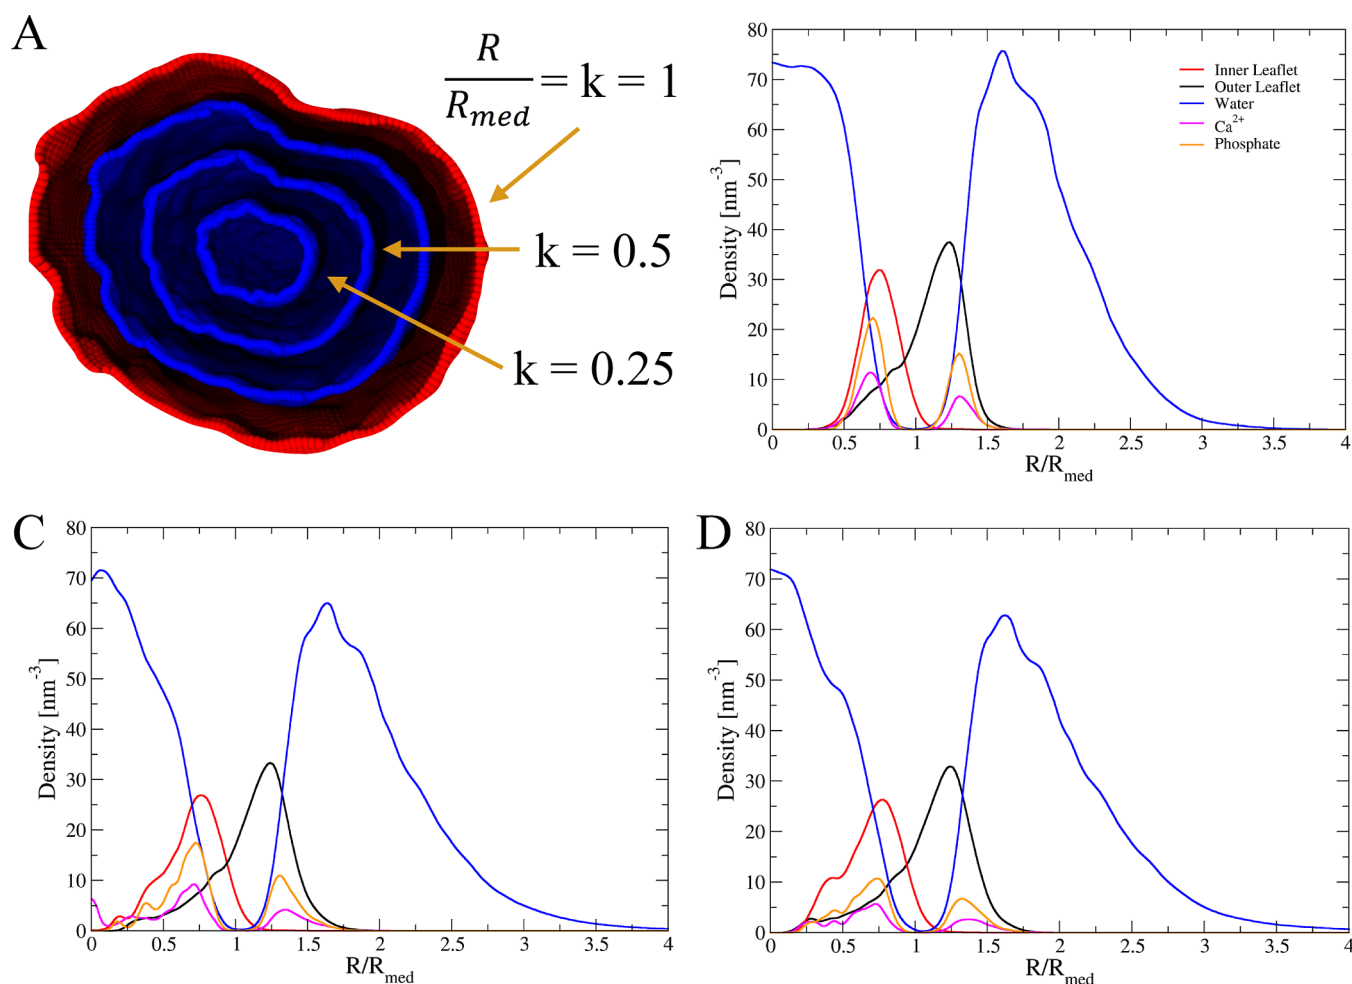 A
R
R_med
= k = 1
k = 0.5
k = 0.25
80
70
60
50
40
30
20
10
0
Density [nm^-3]
Inner Leaflet
Outer Leaflet
Water
Ca^2+
Phosphate
0 0.5 1 1.5 2 2.5 3 3.5 4
R/R_med
C
80
70
60
50
40
30
20
10
0
Density [nm^-3]
0 0.5 1 1.5 2 2.5 3 3.5 4
R/R_med
D
80
70
60
50
40
30
20
10
0
Density [nm^-3]
0 0.5 1 1.5 2 2.5 3 3.5 4
R/R_med